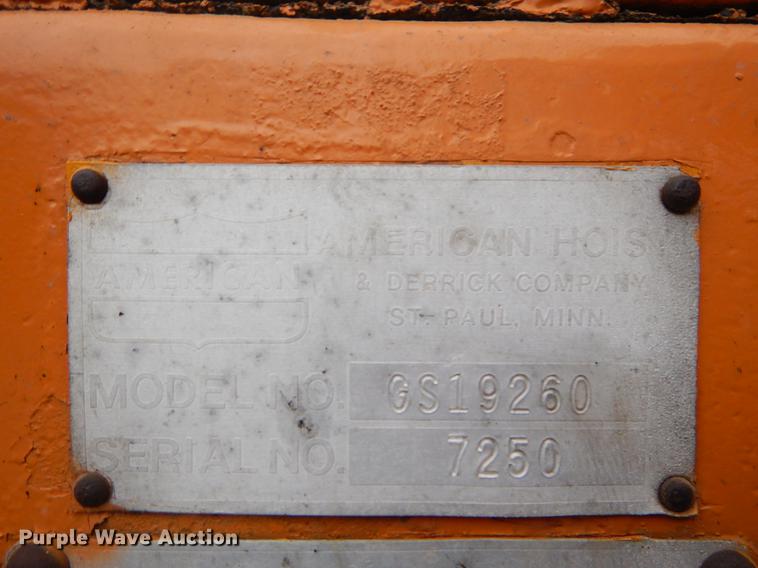 AMERICAN
AMERICAN HOIST
& DERRICK COMPANY
ST. PAUL, MINN.
MODEL NO. GS19260
SERIAL NO. 7250
Purple Wave Auction